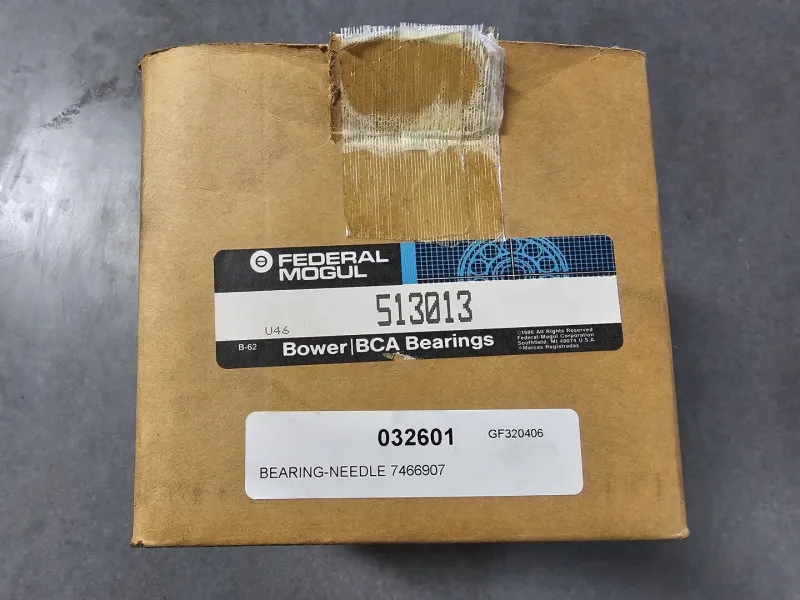 FEDERAL
MOGUL
513013
U46
B-62
Bower|BCA Bearings
©1986 All Rights Reserved
Federal-Mogul Corporation
Southfield, MI 48074 U.S.A.
®Marcas Registradas
032601
GF320406
BEARING-NEEDLE 7466907